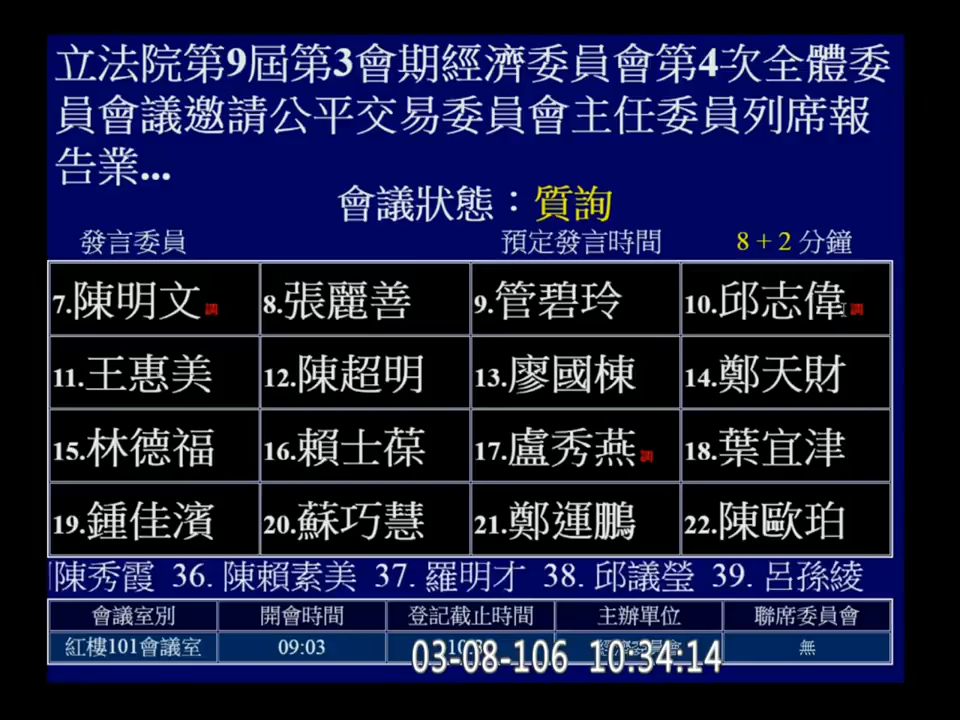 立法院第9屆第3會期經濟委員會第4次全體委
員會議邀請公平交易委員會主任委員列席報
告業...
會議狀態：質詢
發言委員 預定發言時間 8 + 2 分鐘
7.陳明文調 8.張麗善 9.管碧玲 10.邱志偉調
11.王惠美 12.陳超明 13.廖國棟 14.鄭天財
15.林德福 16.賴士葆 17.盧秀燕調 18.葉宜津
19.鍾佳濱 20.蘇巧慧 21.鄭運鵬 22.陳歐珀
陳秀霞 36. 陳賴素美 37. 羅明才 38. 邱議瑩 39. 呂孫綾
會議室別 開會時間 登記截止時間 主辦單位 聯席委員會
紅樓101會議室 09:03 經濟委員會 無
03-08-106 10:34:14